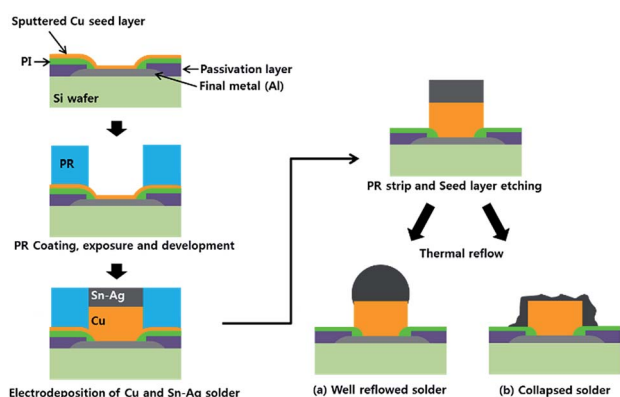 Sputtered Cu seed layer
PI
Passivation layer
Final metal (Al)
Si wafer
PR
PR Coating, exposure and development
Sn-Ag
Cu
Electrodeposition of Cu and Sn-Ag solder
PR strip and Seed layer etching
Thermal reflow
(a) Well reflowed solder
(b) Collapsed solder